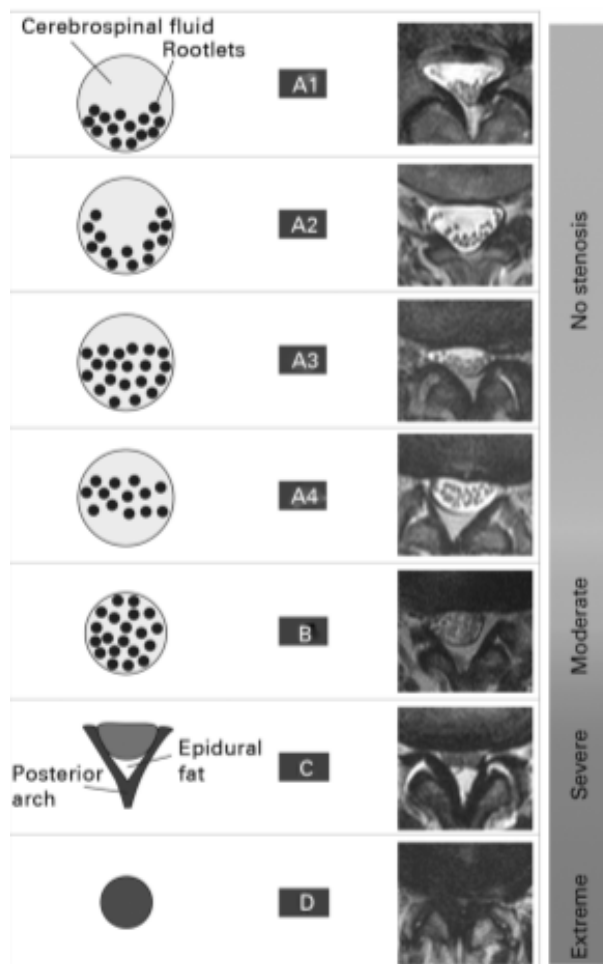 Cerebrospinal fluid
Rootlets
A1
A2
A3
A4
B
Epidural
fat
Posterior
arch
C
D
No stenosis
Moderate
Severe
Extreme